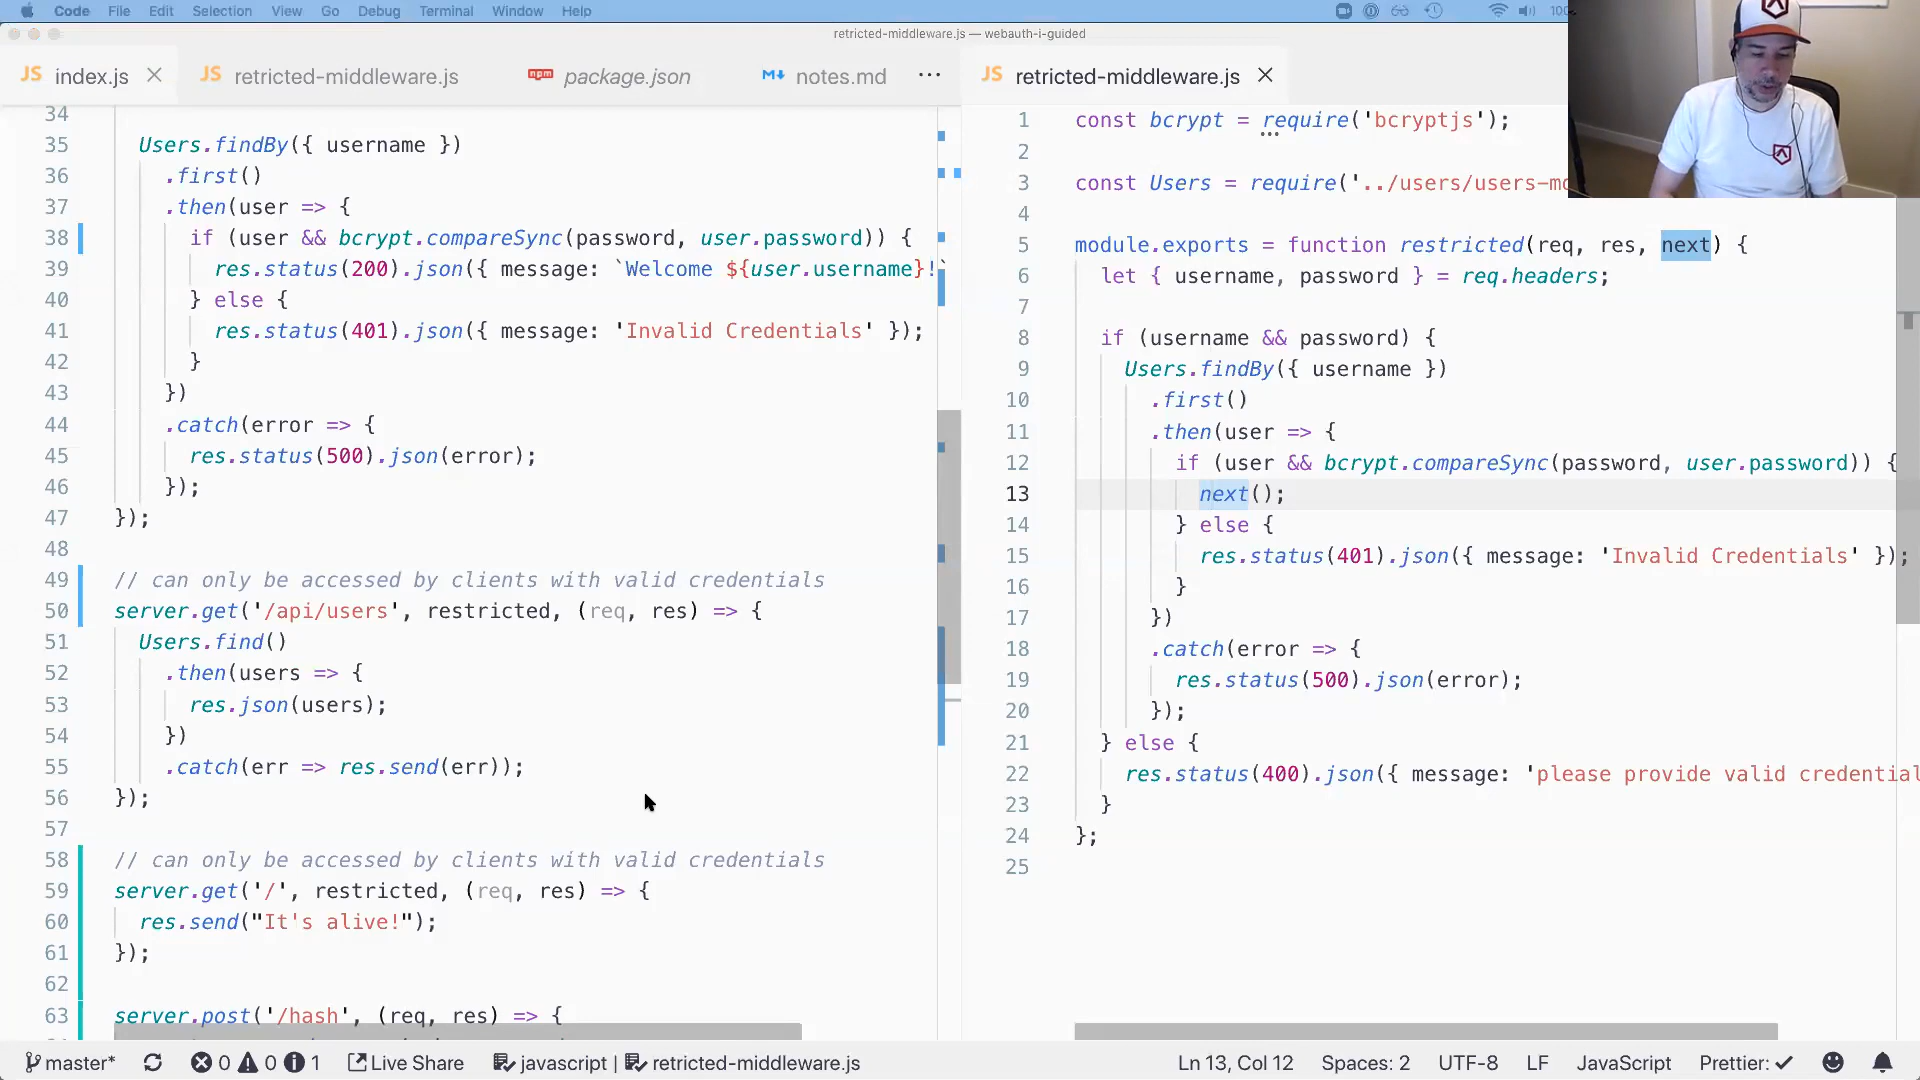 Code File Edit Selection View Go Debug Terminal Window Help
retricted-middleware.js — webauth-i-guided
JS index.js JS retricted-middleware.js npm package.json M↓ notes.md ···
34
35 Users.findBy({ username })
36 .first()
37 .then(user => {
38 if (user && bcrypt.compareSync(password, user.password)) {
39 res.status(200).json({ message: `Welcome ${user.username}!`
40 } else {
41 res.status(401).json({ message: 'Invalid Credentials' });
42 }
43 })
44 .catch(error => {
45 res.status(500).json(error);
46 });
47 });
48
49 // can only be accessed by clients with valid credentials
50 server.get('/api/users', restricted, (req, res) => {
51 Users.find()
52 .then(users => {
53 res.json(users);
54 })
55 .catch(err => res.send(err));
56 });
57
58 // can only be accessed by clients with valid credentials
59 server.get('/', restricted, (req, res) => {
60 res.send("It's alive!");
61 });
62
63 server.post('/hash', (req, res) => {
JS retricted-middleware.js
1 const bcrypt = require('bcryptjs');
2
3 const Users = require('../users/users-mo
4
5 module.exports = function restricted(req, res, next) {
6 let { username, password } = req.headers;
7
8 if (username && password) {
9 Users.findBy({ username })
10 .first()
11 .then(user => {
12 if (user && bcrypt.compareSync(password, user.password)) {
13 next();
14 } else {
15 res.status(401).json({ message: 'Invalid Credentials' });
16 }
17 })
18 .catch(error => {
19 res.status(500).json(error);
20 });
21 } else {
22 res.status(400).json({ message: 'please provide valid credential
23 }
24 };
25
master* 0 0 1 Live Share javascript | retricted-middleware.js Ln 13, Col 12 Spaces: 2 UTF-8 LF JavaScript Prettier: ✓